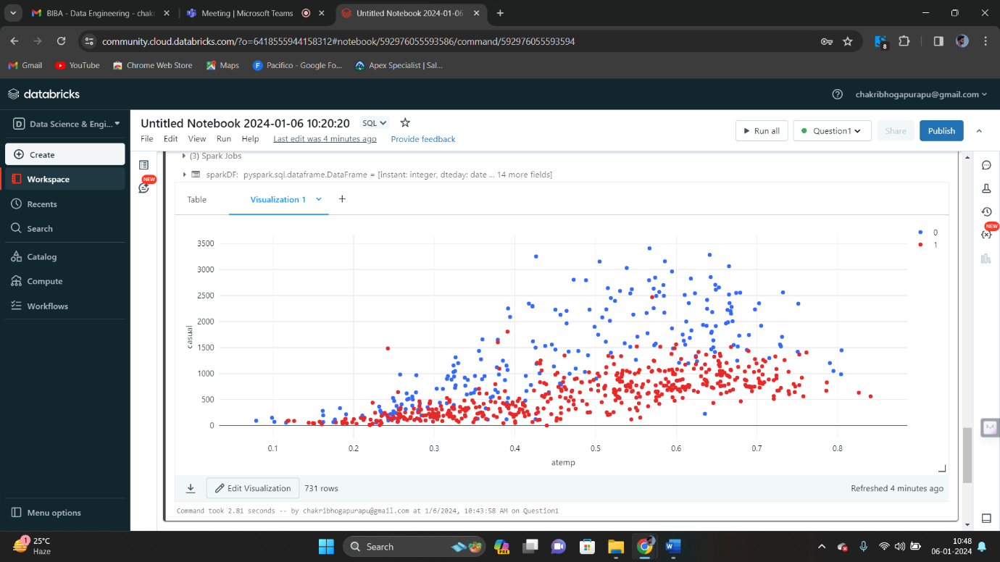 BIBA - Data Engineering - chak
Meeting | Microsoft Teams
Untitled Notebook 2024-01-06
community.cloud.databricks.com/?o=6418555944158312#notebook/592976055593586/command/592976055593594
8
Gmail
YouTube
Chrome Web Store
Maps
Pacifico - Google Fo...
Apex Specialist | Sal...
databricks
chakribhogapurapu@gmail.com
D Data Science & Engi...
Create
Workspace
Recents
Search
Catalog
Compute
Workflows
Menu options
Untitled Notebook 2024-01-06 10:20:20 SQL
File Edit View Run Help Last edit was 4 minutes ago Provide feedback
Run all
Question1
Share
Publish
NEW
NEW
(3) Spark Jobs
sparkDF: pyspark.sql.dataframe.DataFrame = [instant: integer, dteday: date ... 14 more fields]
Table Visualization 1 +
0
1
3500
3000
2500
2000
1500
1000
500
0
casual
0.1 0.2 0.3 0.4 0.5 0.6 0.7 0.8
atemp
Edit Visualization 731 rows Refreshed 4 minutes ago
Command took 2.81 seconds -- by chakribhogapurapu@gmail.com at 1/6/2024, 10:43:58 AM on Question1
1
25°C
Haze
Search
PRE
10:48
06-01-2024